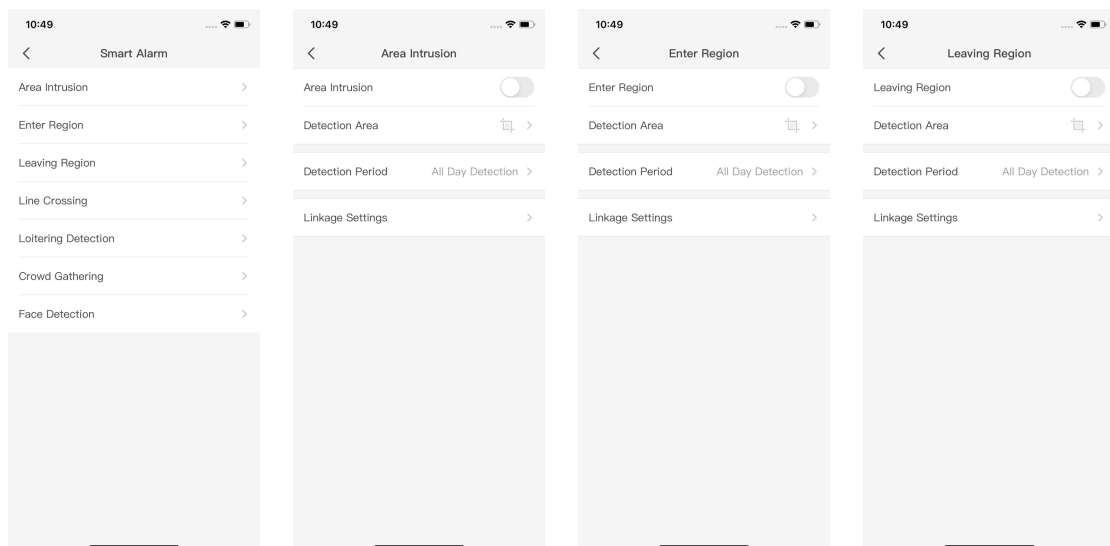 10:49
Smart Alarm
Area Intrusion
Enter Region
Leaving Region
Line Crossing
Loitering Detection
Crowd Gathering
Face Detection
10:49
Area Intrusion
Area Intrusion
Detection Area
Detection Period All Day Detection
Linkage Settings
10:49
Enter Region
Enter Region
Detection Area
Detection Period All Day Detection
Linkage Settings
10:49
Leaving Region
Leaving Region
Detection Area
Detection Period All Day Detection
Linkage Settings